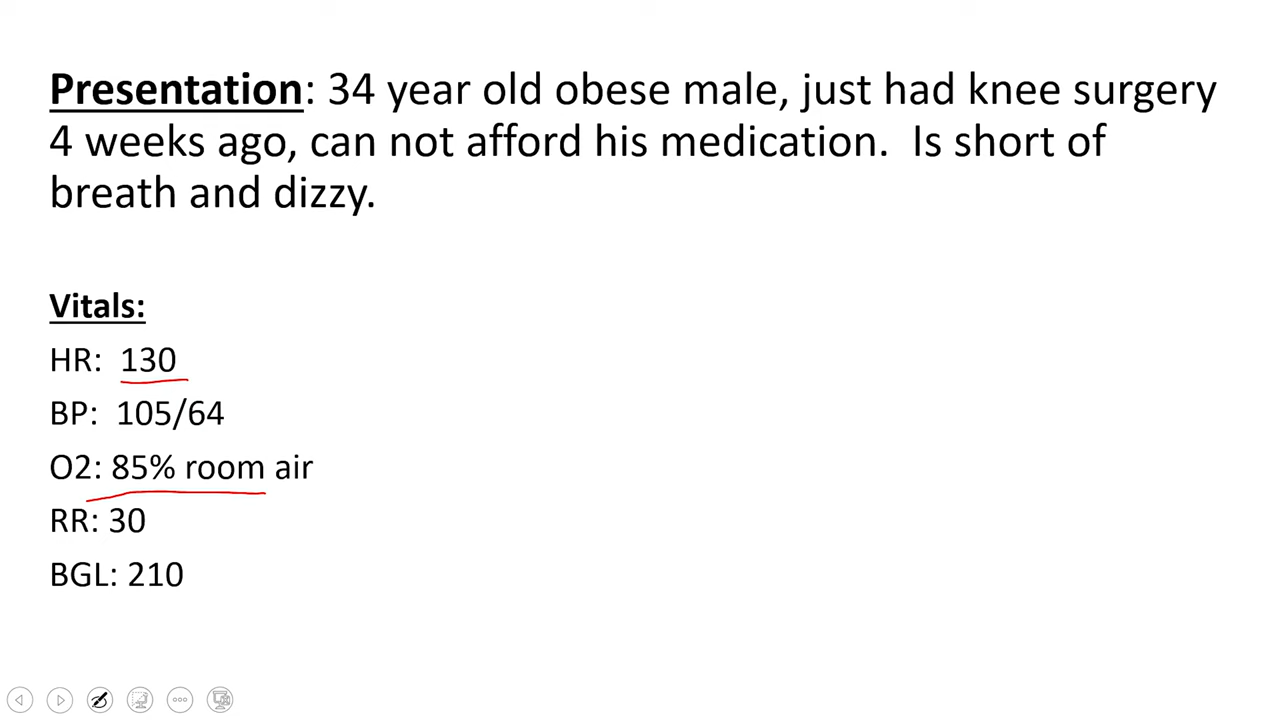 Presentation: 34 year old obese male, just had knee surgery
4 weeks ago, can not afford his medication.  Is short of
breath and dizzy.
Vitals:
HR:  130
BP:  105/64
O2: 85% room air
RR: 30
BGL: 210